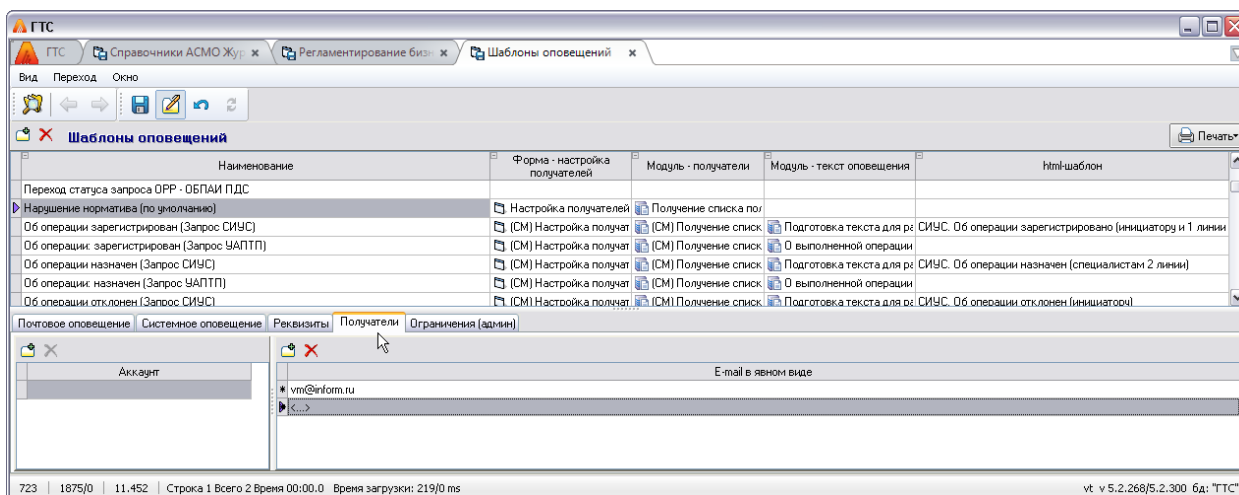 ГТС
ГТС Справочники АСМО Жур Регламентирование бизн Шаблоны оповещений
Вид Переход Окно
Шаблоны оповещений Печать
Наименование Форма - настройка получателей Модуль - получатели Модуль - текст оповещения html-шаблон
Переход статуса запроса ОРР - ОБПАИ ПДС
Нарушение норматива (по умолчанию) Настройка получателей Получение списка пол
Об операции зарегистрирован (Запрос СИУС) (СМ) Настройка получат (СМ) Получение списк Подготовка текста для ра СИУС. Об операции зарегистрировано (инициатору и 1 линии
Об операции: зарегистрирован (Запрос УАПТП) (СМ) Настройка получат (СМ) Получение списк О выполненной операции
Об операции назначен (Запрос СИУС) (СМ) Настройка получат (СМ) Получение списк Подготовка текста для ра СИУС. Об операции назначен (специалистам 2 линии)
Об операции: назначен (Запрос УАПТП) (СМ) Настройка получат (СМ) Получение списк О выполненной операции
Об операции отклонен (Запрос СИУС) (СМ) Настройка получат (СМ) Получение списк Подготовка текста для ра СИУС. Об операции отклонен (инициатору)
Почтовое оповещение Системное оповещение Реквизиты Получатели Ограничения (админ)
Аккаунт E-mail в явном виде
* vm@inform.ru
<...>
723 1875/0 11.452 Строка 1 Всего 2 Время 00:00.0 Время загрузки: 219/0 ms vt v 5.2.268/5.2.300 бд: "ГТС"